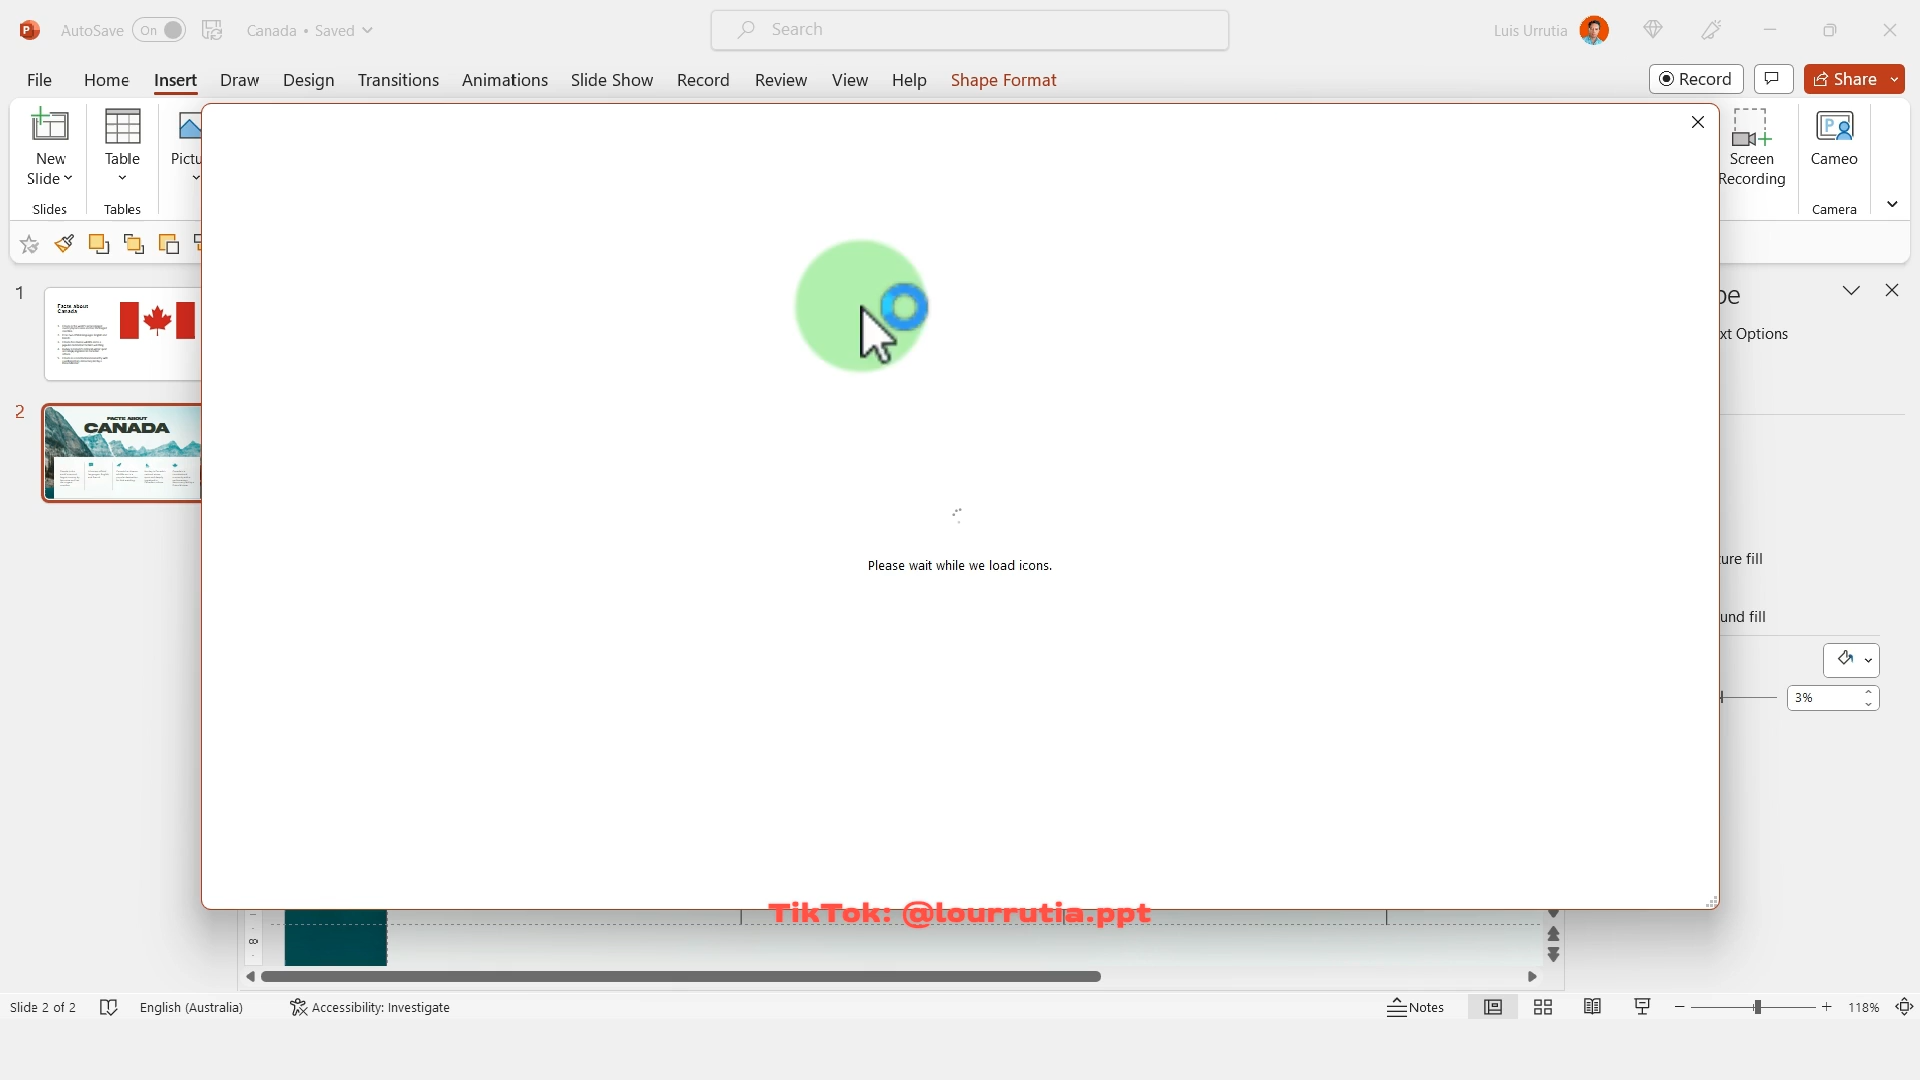 AutoSave On Canada • Saved Search Luis Urrutia
File Home Insert Draw Design Transitions Animations Slide Show Record Review View Help Shape Format Record Share
New Slide
Table
Pictu
Screen Recording
Cameo
Slides
Tables
Camera
1
Facts about
Canada
2
FACTS ABOUT
CANADA
pe
xt Options
Please wait while we load icons.
ure fill
und fill
3%
TikTok: @lourrutia.ppt
8
Slide 2 of 2 English (Australia) Accessibility: Investigate Notes 118%